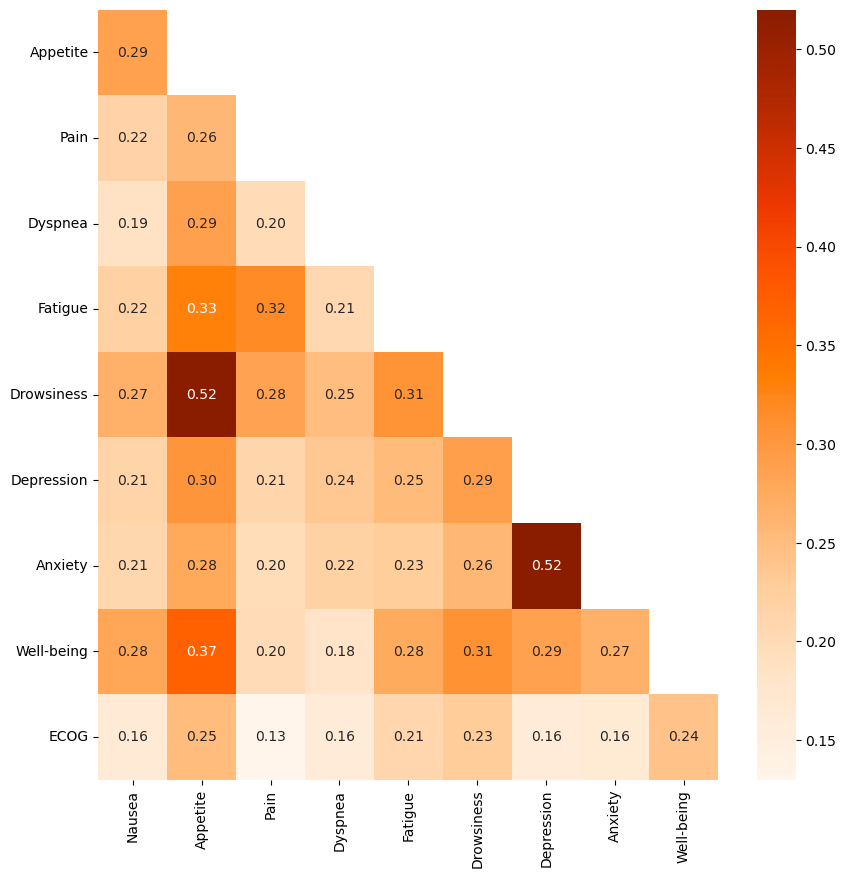 Appetite 0.29
Pain 0.22 0.26
Dyspnea 0.19 0.29 0.20
Fatigue 0.22 0.33 0.32 0.21
Drowsiness 0.27 0.52 0.28 0.25 0.31
Depression 0.21 0.30 0.21 0.24 0.25 0.29
Anxiety 0.21 0.28 0.20 0.22 0.23 0.26 0.52
Well-being 0.28 0.37 0.20 0.18 0.28 0.31 0.29 0.27
ECOG 0.16 0.25 0.13 0.16 0.21 0.23 0.16 0.16 0.24
Nausea
Appetite
Pain
Dyspnea
Fatigue
Drowsiness
Depression
Anxiety
Well-being
0.50
0.45
0.40
0.35
0.30
0.25
0.20
0.15